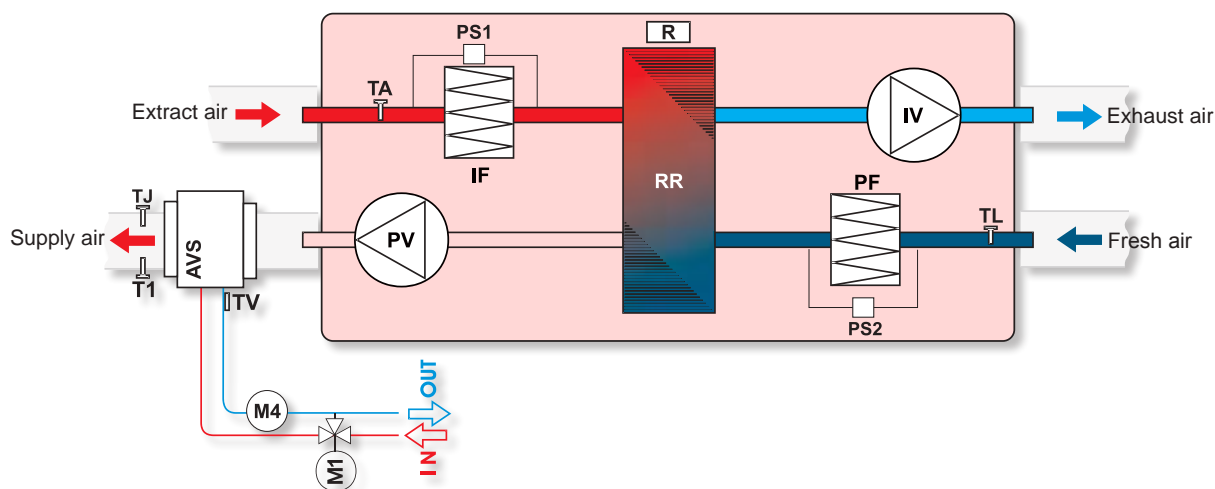 PS1
R
TA
Extract air
IV
Exhaust air
IF
RR
PF
TJ
TL
Supply air
AVS
PV
Fresh air
T1
TV
PS2
OUT
M4
IN
M1